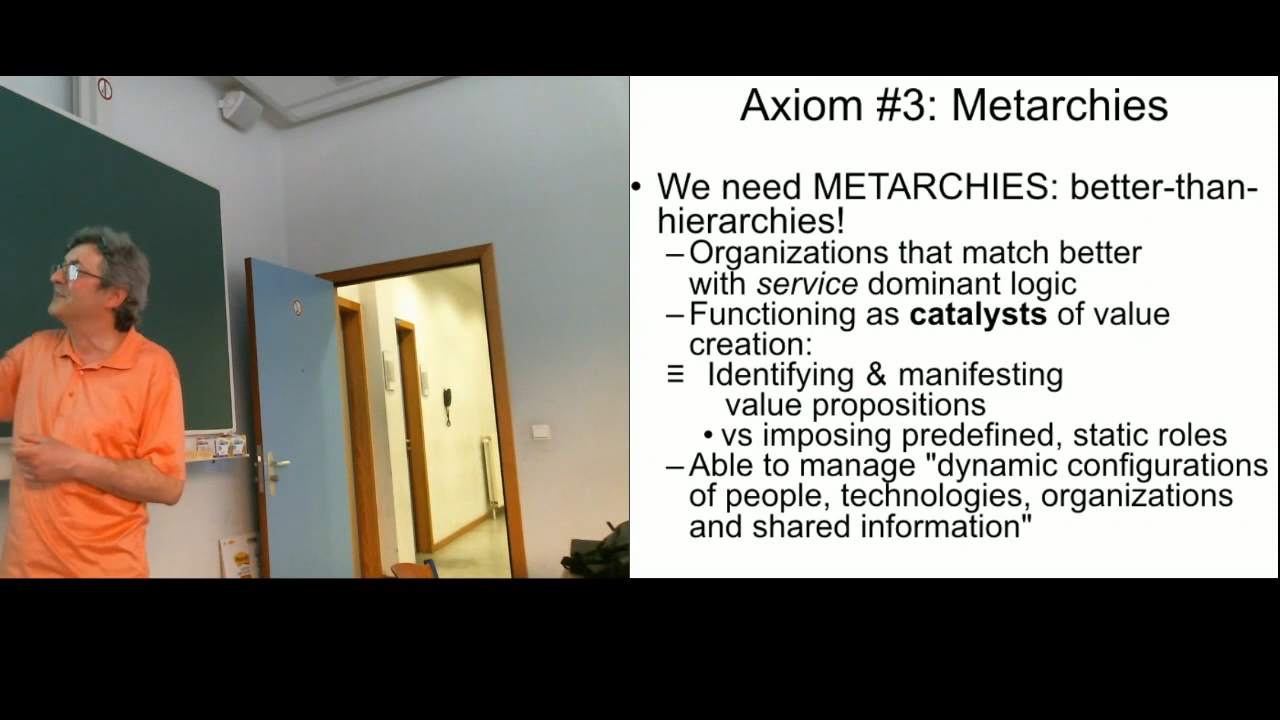 Axiom #3: Metarchies
• We need METARCHIES: better-than-
hierarchies!
–Organizations that match better
with service dominant logic
–Functioning as catalysts of value
creation:
≡ Identifying & manifesting
value propositions
• vs imposing predefined, static roles
–Able to manage "dynamic configurations
of people, technologies, organizations
and shared information"